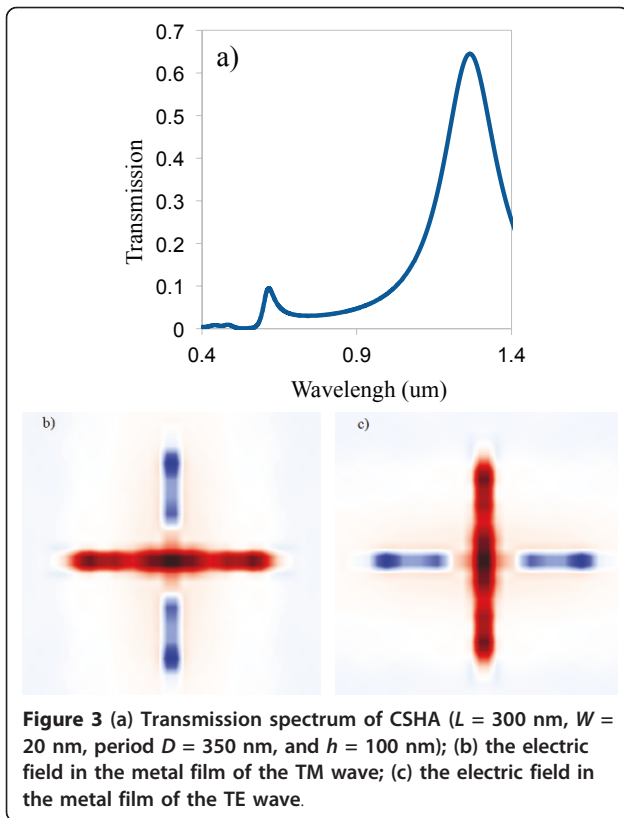 a)
0.7
0.6
0.5
0.4
0.3
0.2
0.1
0
Transmission
0.4 0.9 1.4
Wavelengh (um)
b)
c)
Figure 3 (a) Transmission spectrum of CSHA (L = 300 nm, W =
20 nm, period D = 350 nm, and h = 100 nm); (b) the electric
field in the metal film of the TM wave; (c) the electric field in
the metal film of the TE wave.